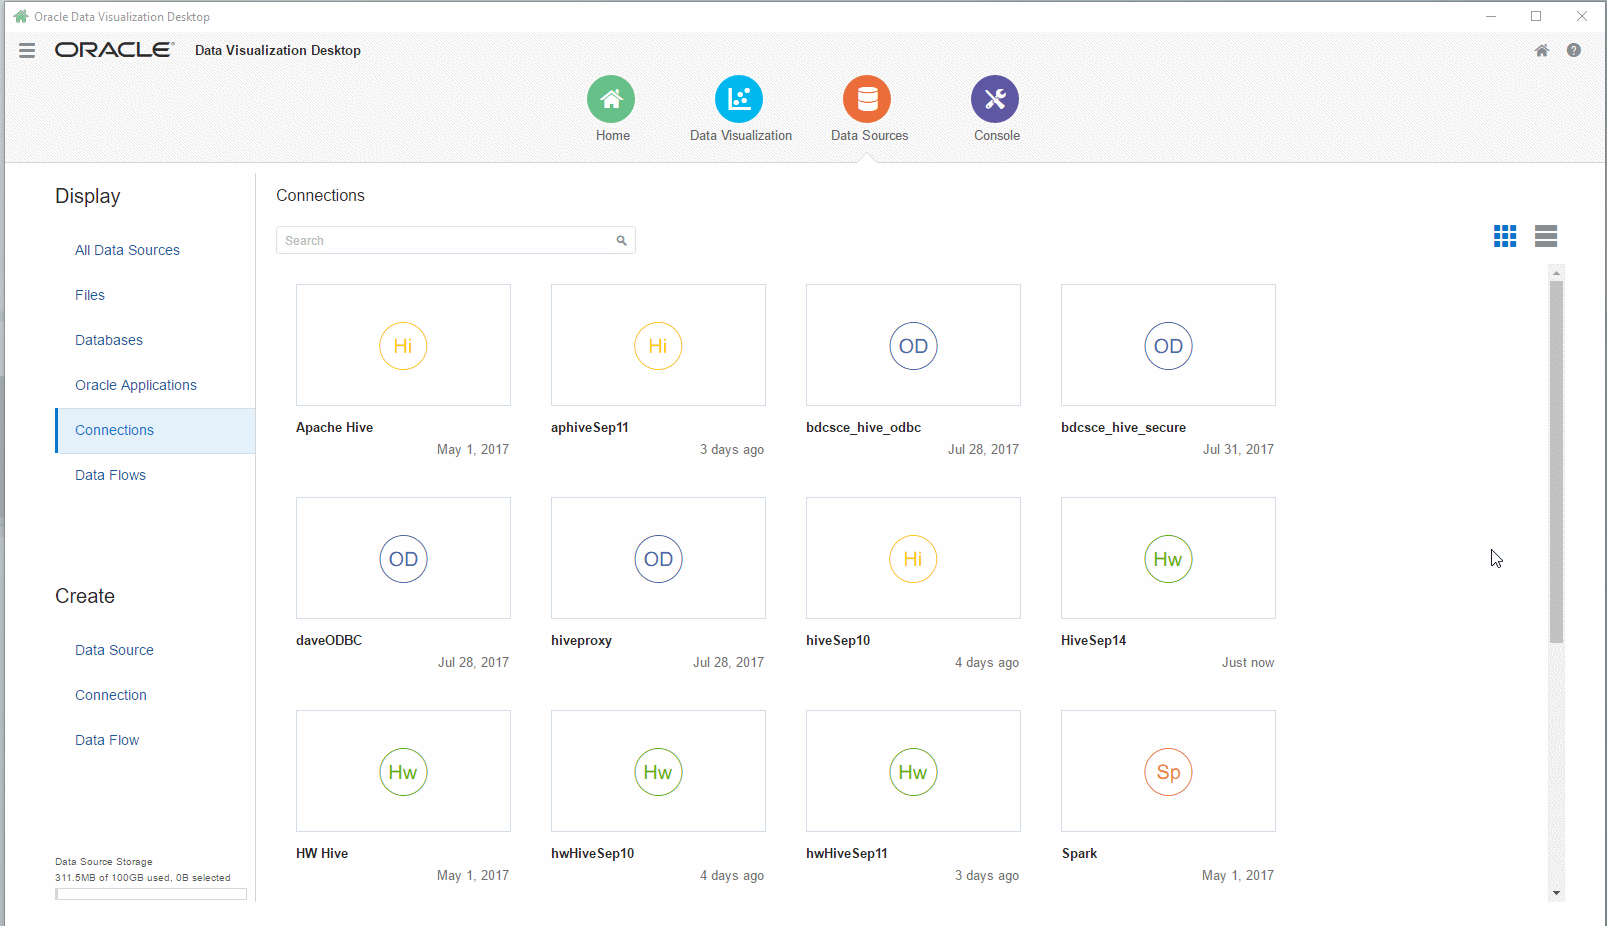 Oracle Data Visualization Desktop
ORACLE Data Visualization Desktop
Home
Data Visualization
Data Sources
Console
Display
All Data Sources
Files
Databases
Oracle Applications
Connections
Data Flows
Create
Data Source
Connection
Data Flow
Data Source Storage
311.5MB of 100GB used, 0B selected
Connections
Search
Hi
Apache Hive
May 1, 2017
Hi
aphiveSep11
3 days ago
OD
bdcsce_hive_odbc
Jul 28, 2017
OD
bdcsce_hive_secure
Jul 31, 2017
OD
daveODBC
Jul 28, 2017
OD
hiveproxy
Jul 28, 2017
Hi
hiveSep10
4 days ago
Hw
HiveSep14
Just now
Hw
HW Hive
May 1, 2017
Hw
hwHiveSep10
4 days ago
Hw
hwHiveSep11
3 days ago
Sp
Spark
May 1, 2017